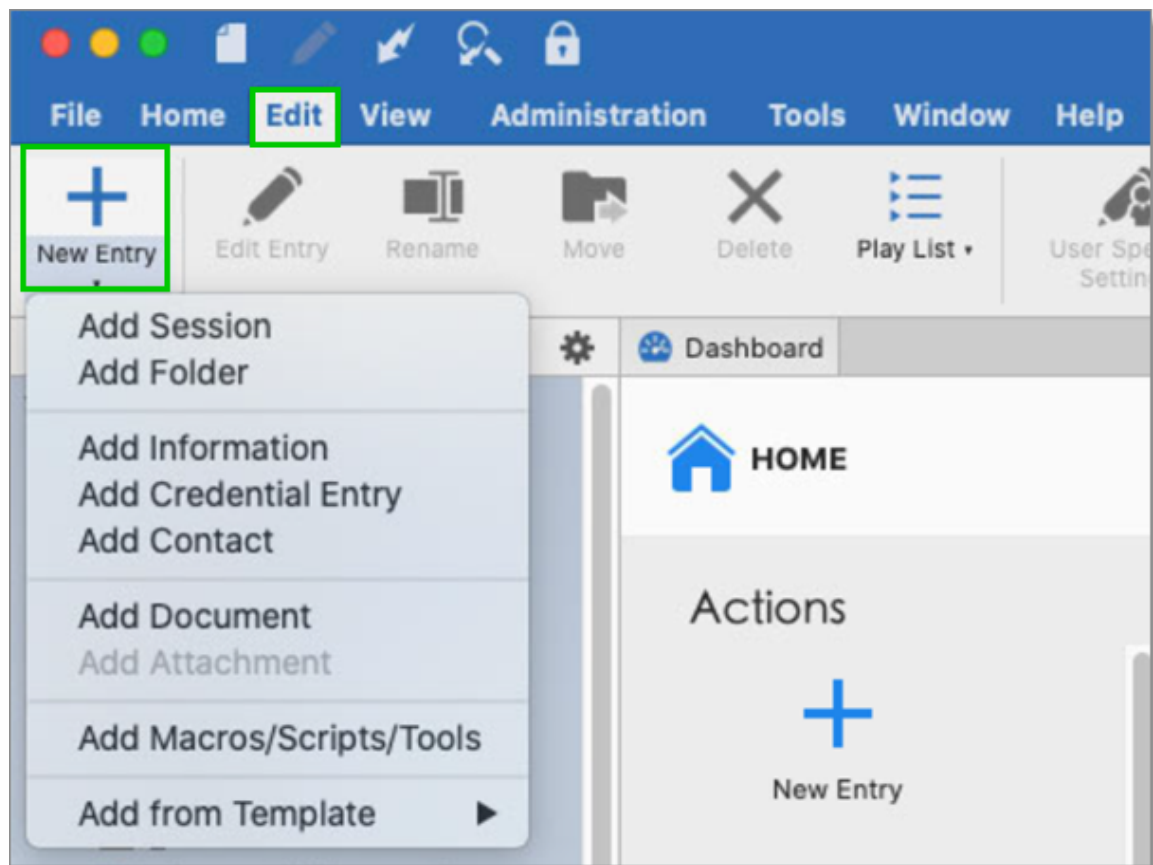 File Home Edit View Administration Tools Window Help
New Entry Edit Entry Rename Move Delete Play List User
Add Session
Add Folder
Dashboard
Add Information
Add Credential Entry
Add Contact
Add Document
Add Attachment
Add Macros/Scripts/Tools
Add from Template
HOME
Actions
New Entry